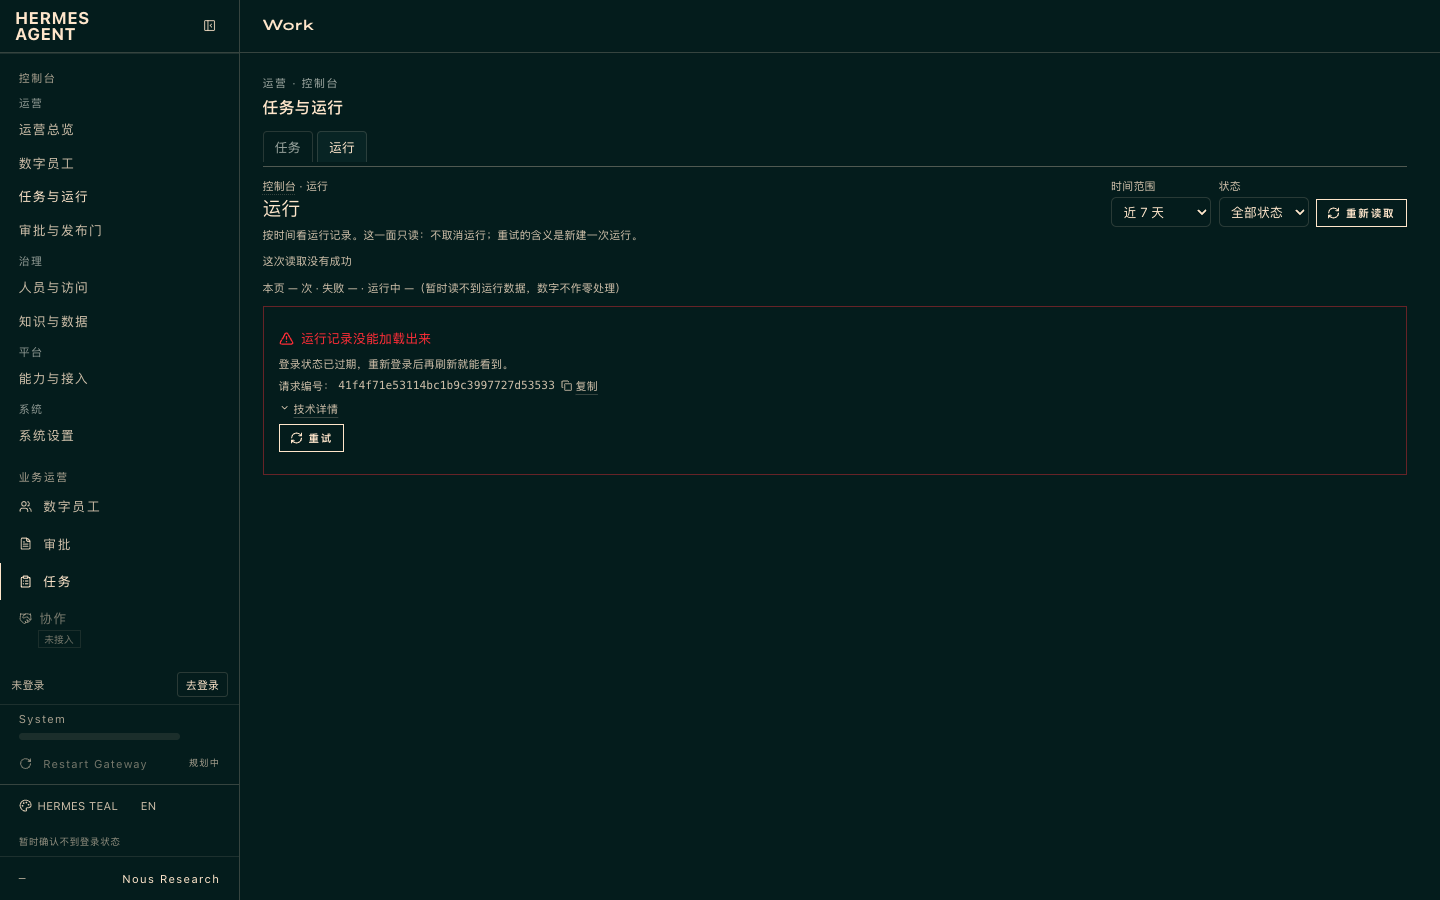 HERMES
AGENT
控制台
运营
运营总览
数字员工
任务与运行
审批与发布门
治理
人员与访问
知识与数据
平台
能力与接入
系统
系统设置
业务运营
数字员工
审批
任务
协作
未接入
未登录
去登录
System
Restart Gateway
规划中
HERMES TEAL
EN
暂时确认不到登录状态
—
Nous Research
Work
运营 · 控制台
任务与运行
任务
运行
控制台 · 运行
运行
按时间看运行记录。这一面只读：不取消运行；重试的含义是新建一次运行。
时间范围
近 7 天
状态
全部状态
重新读取
这次读取没有成功
本页 — 次 · 失败 — · 运行中 —（暂时读不到运行数据，数字不作零处理）
运行记录没能加载出来
登录状态已过期，重新登录后再刷新就能看到。
请求编号： 41f4f71e53114bc1b9c3997727d53533 复制
技术详情
重试